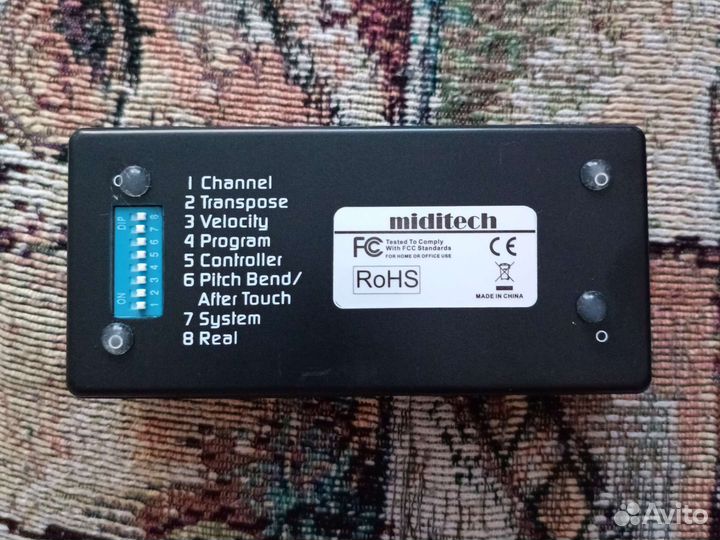 1 Channel
2 Transpose
3 Velocity
4 Program
5 Controller
6 Pitch Bend/
After Touch
7 System
8 Real
ON DIP
1 2 3 4 5 6 7 8
miditech
FC Tested To Comply
With FCC Standards
FOR HOME OR OFFICE USE
CE
RoHS
MADE IN CHINA
Avito